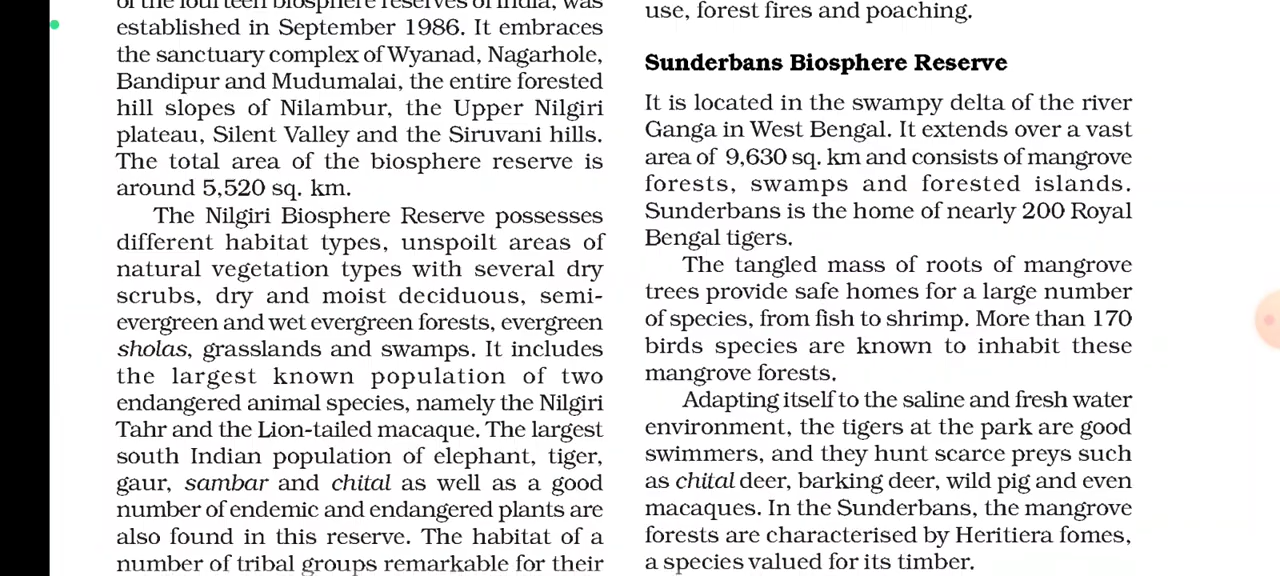 of the fourteen biosphere reserves of India, was
established in September 1986. It embraces
the sanctuary complex of Wyanad, Nagarhole,
Bandipur and Mudumalai, the entire forested
hill slopes of Nilambur, the Upper Nilgiri
plateau, Silent Valley and the Siruvani hills.
The total area of the biosphere reserve is
around 5,520 sq. km.
The Nilgiri Biosphere Reserve possesses
different habitat types, unspoilt areas of
natural vegetation types with several dry
scrubs, dry and moist deciduous, semi-
evergreen and wet evergreen forests, evergreen
sholas, grasslands and swamps. It includes
the largest known population of two
endangered animal species, namely the Nilgiri
Tahr and the Lion-tailed macaque. The largest
south Indian population of elephant, tiger,
gaur, sambar and chital as well as a good
number of endemic and endangered plants are
also found in this reserve. The habitat of a
number of tribal groups remarkable for their
use, forest fires and poaching.
Sunderbans Biosphere Reserve
It is located in the swampy delta of the river
Ganga in West Bengal. It extends over a vast
area of 9,630 sq. km and consists of mangrove
forests, swamps and forested islands.
Sunderbans is the home of nearly 200 Royal
Bengal tigers.
The tangled mass of roots of mangrove
trees provide safe homes for a large number
of species, from fish to shrimp. More than 170
birds species are known to inhabit these
mangrove forests.
Adapting itself to the saline and fresh water
environment, the tigers at the park are good
swimmers, and they hunt scarce preys such
as chital deer, barking deer, wild pig and even
macaques. In the Sunderbans, the mangrove
forests are characterised by Heritiera fomes,
a species valued for its timber.